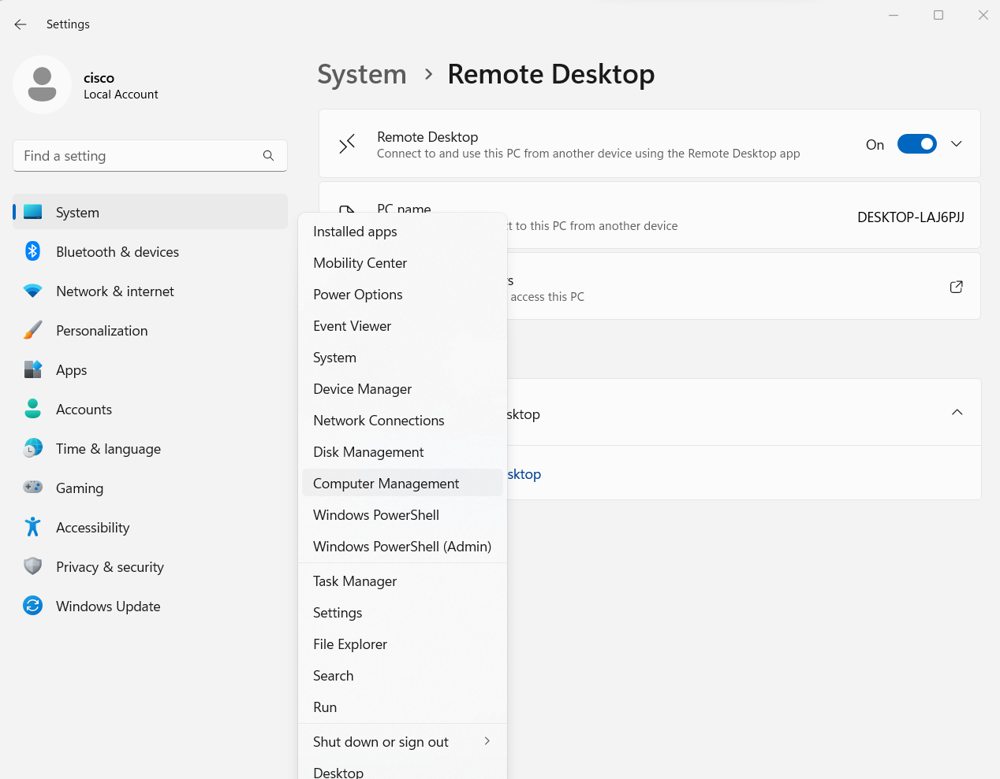 Settings
cisco
Local Account
Find a setting
System
Bluetooth & devices
Network & internet
Personalization
Apps
Accounts
Time & language
Gaming
Accessibility
Privacy & security
Windows Update
System > Remote Desktop
Remote Desktop
Connect to and use this PC from another device using the Remote Desktop app
On
PC name
to this PC from another device
DESKTOP-LAJ6PJJ
access this PC
Installed apps
Mobility Center
Power Options
Event Viewer
System
Device Manager
Network Connections
Disk Management
Computer Management
Windows PowerShell
Windows PowerShell (Admin)
Task Manager
Settings
File Explorer
Search
Run
Shut down or sign out
Desktop